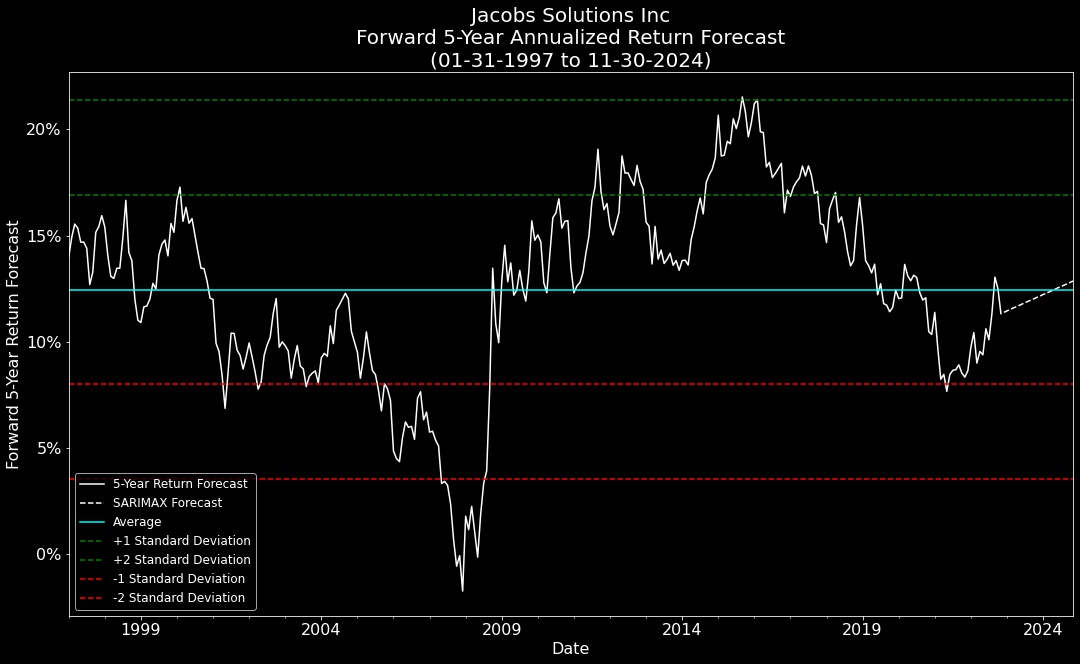 Jacobs Solutions Inc
Forward 5-Year Annualized Return Forecast
(01-31-1997 to 11-30-2024)
Forward 5-Year Return Forecast
20%
15%
10%
5%
0%
5-Year Return Forecast
SARIMAX Forecast
Average
+1 Standard Deviation
+2 Standard Deviation
-1 Standard Deviation
-2 Standard Deviation
1999 2004 2009 2014 2019 2024
Date